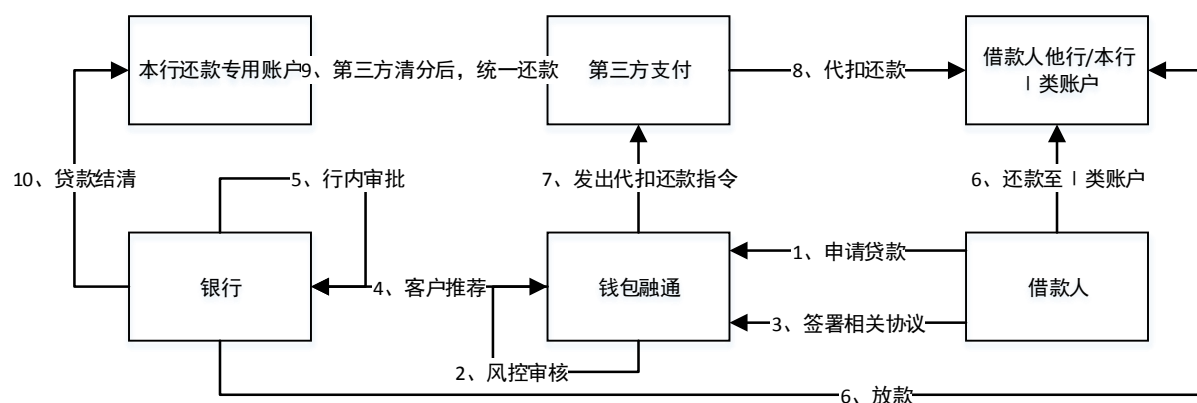 本行还款专用账户
9、第三方清分后，统一还款
第三方支付
8、代扣还款
借款人他行/本行
Ⅰ类账户
10、贷款结清
5、行内审批
7、发出代扣还款指令
6、还款至Ⅰ类账户
银行
4、客户推荐
钱包融通
1、申请贷款
3、签署相关协议
借款人
2、风控审核
6、放款